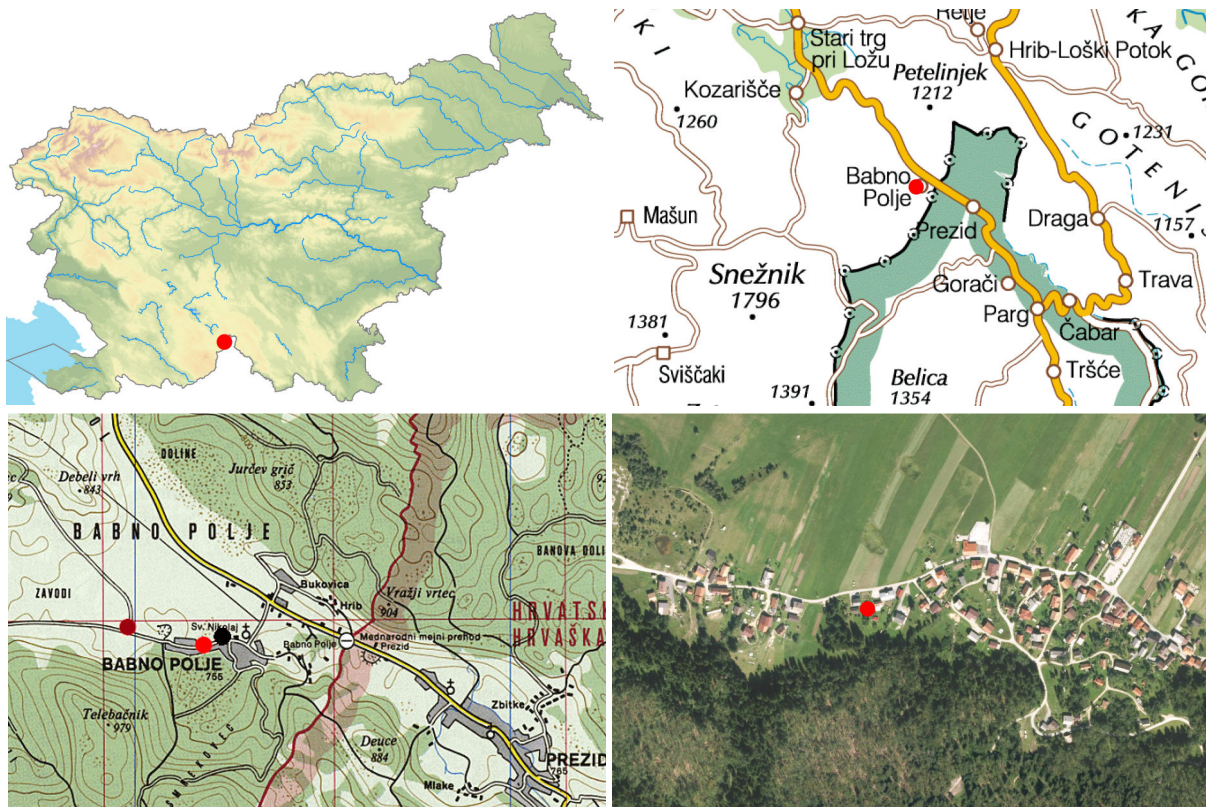 Retje
Stari trg
pri Ložu
Hrib-Loški Potok
Petelinjek
1212
Kozarišče
1260
1231
GOTENI
Babno
Polje
Mašun
Prezid
Draga
1157
Snežnik
1796
Gorači
Trava
Parg
Čabar
1381
Sviščaki
Tršće
1391
Belica
1354
DOLINE
Debeli vrh
843
Jurčev grič
853
BABNO POLJE
BANOVA DOLI
ZAVODI
Bukovica
Vražji vrtec
904
Hrib
HRVATSK
HRVAŠKA
Sv. Nikolaj
Mednarodni mejni prehod
Babno Polje
Prezid
BABNO POLJE
755
Zbitke
Telebačnik
979
SMRČKOVEC
Deuce
884
PREZID
765
Mlake